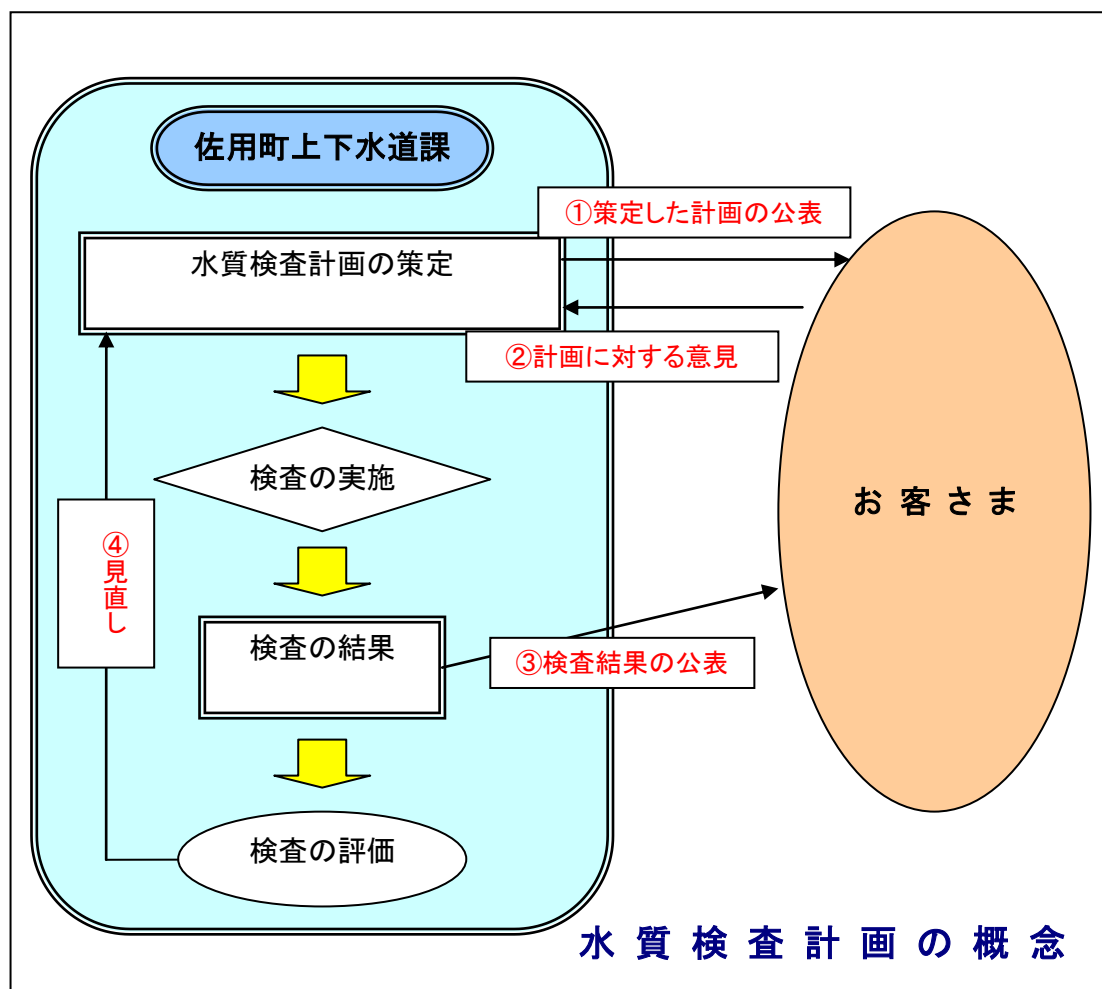 佐用町上下水道課
①策定した計画の公表
水質検査計画の策定
②計画に対する意見
検査の実施
お客さま
④見直し
検査の結果
③検査結果の公表
検査の評価
水質検査計画の概念